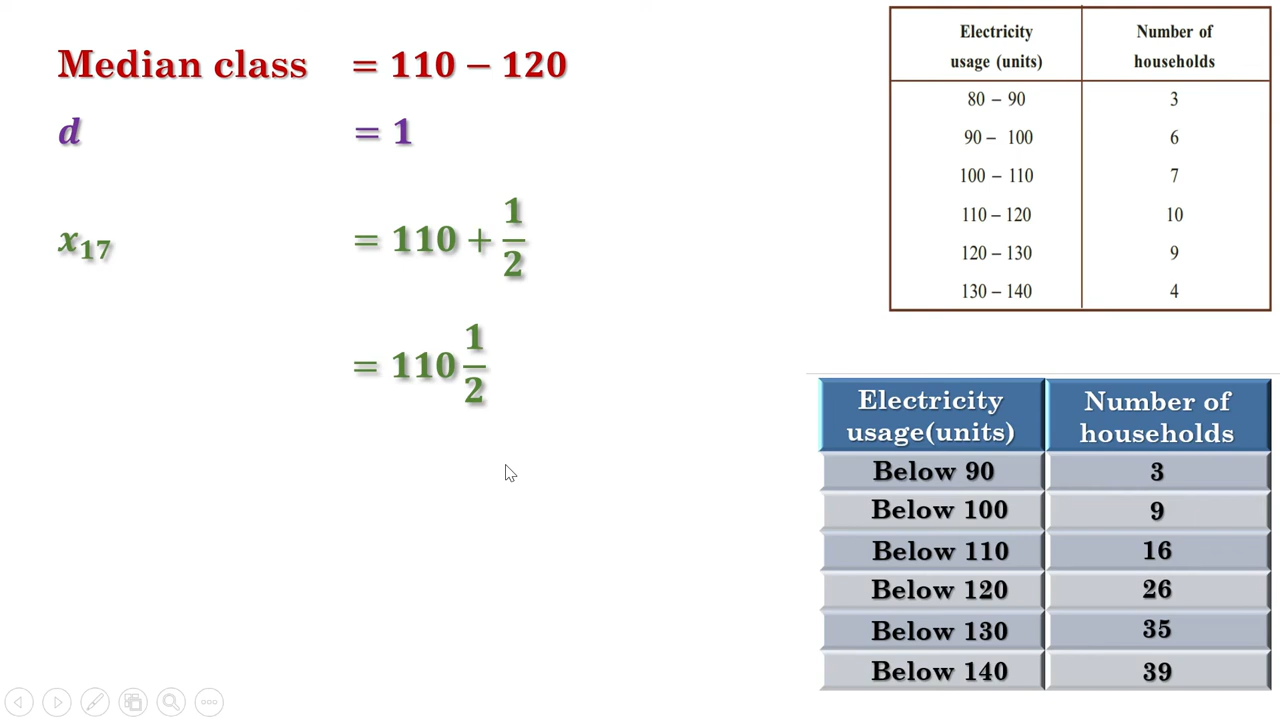 Median class = 110 − 120
d = 1
x₁₇ = 110 + 1/2
= 110 1/2
Electricity usage (units) Number of households
80 – 90 3
90 – 100 6
100 – 110 7
110 – 120 10
120 – 130 9
130 – 140 4
Electricity usage(units) Number of households
Below 90 3
Below 100 9
Below 110 16
Below 120 26
Below 130 35
Below 140 39